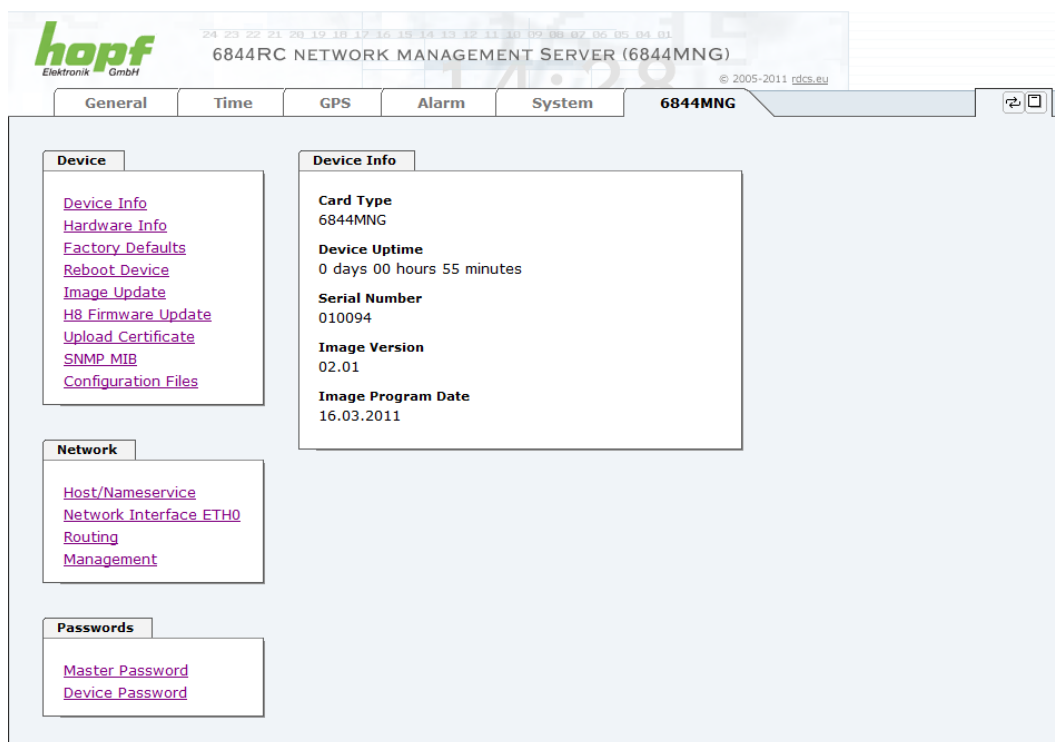 hopf
Elektronik GmbH
24 23 22 21 20 19 18 17 16 15 14 13 12 11 10 09 08 07 06 05 04 01
6844RC NETWORK MANAGEMENT SERVER (6844MNG)
14:28
© 2005-2011 rdcs.eu
General Time GPS Alarm System 6844MNG
Device
Device Info
Hardware Info
Factory Defaults
Reboot Device
Image Update
H8 Firmware Update
Upload Certificate
SNMP MIB
Configuration Files
Device Info
Card Type
6844MNG
Device Uptime
0 days 00 hours 55 minutes
Serial Number
010094
Image Version
02.01
Image Program Date
16.03.2011
Network
Host/Nameservice
Network Interface ETH0
Routing
Management
Passwords
Master Password
Device Password